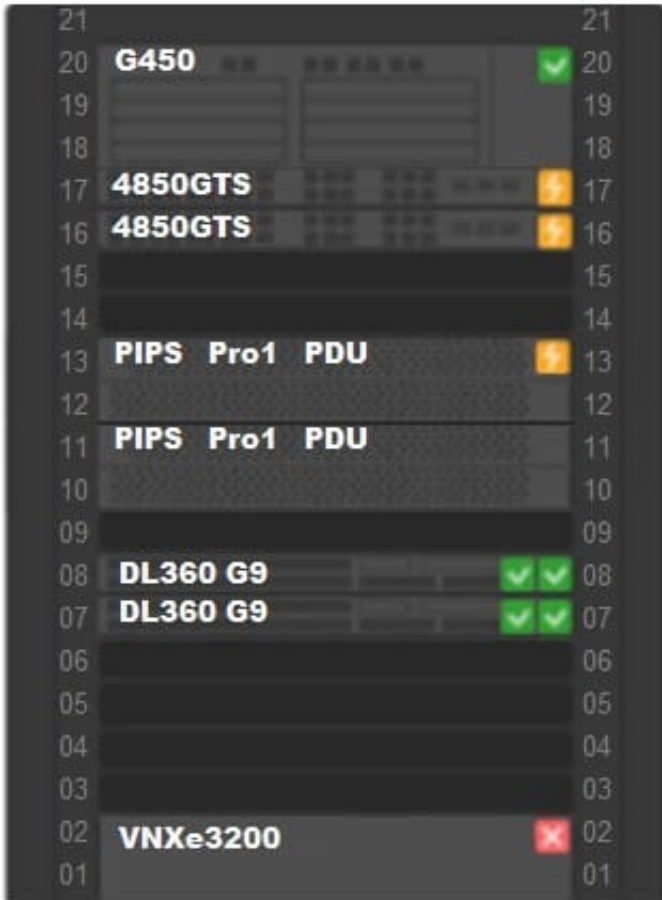 21 21
20 G450 20
19 19
18 18
17 4850GTS 17
16 4850GTS 16
15 15
14 14
13 PIPS Pro1 PDU 13
12 12
11 PIPS Pro1 PDU 11
10 10
09 09
08 DL360 G9 08
07 DL360 G9 07
06 06
05 05
04 04
03 03
02 VNXe3200 02
01 01